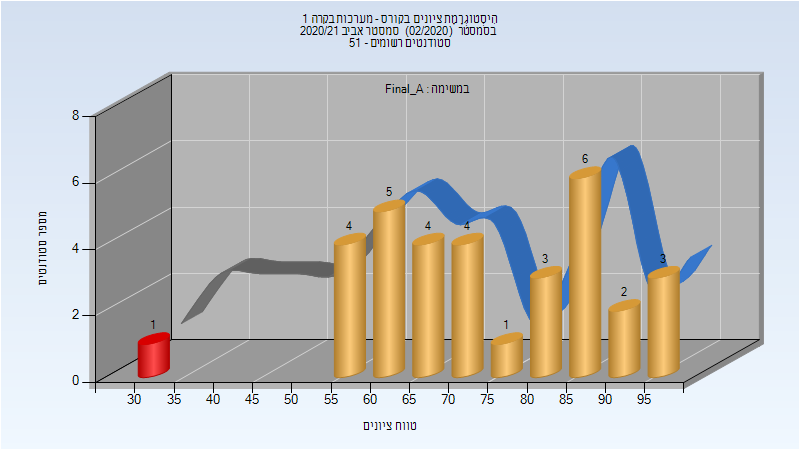 היסטוגרמת ציונים בקורס - מערכות בקרה 1
בסמסטר (02/2020) סמסטר אביב 2020/21
סטודנטים רשומים - 51
במשימה : Final_A
מספר סטודנטים
8
6
4
2
0
1
4
5
4
4
1
3
6
2
3
30 35 40 45 50 55 60 65 70 75 80 85 90 95
טווח ציונים